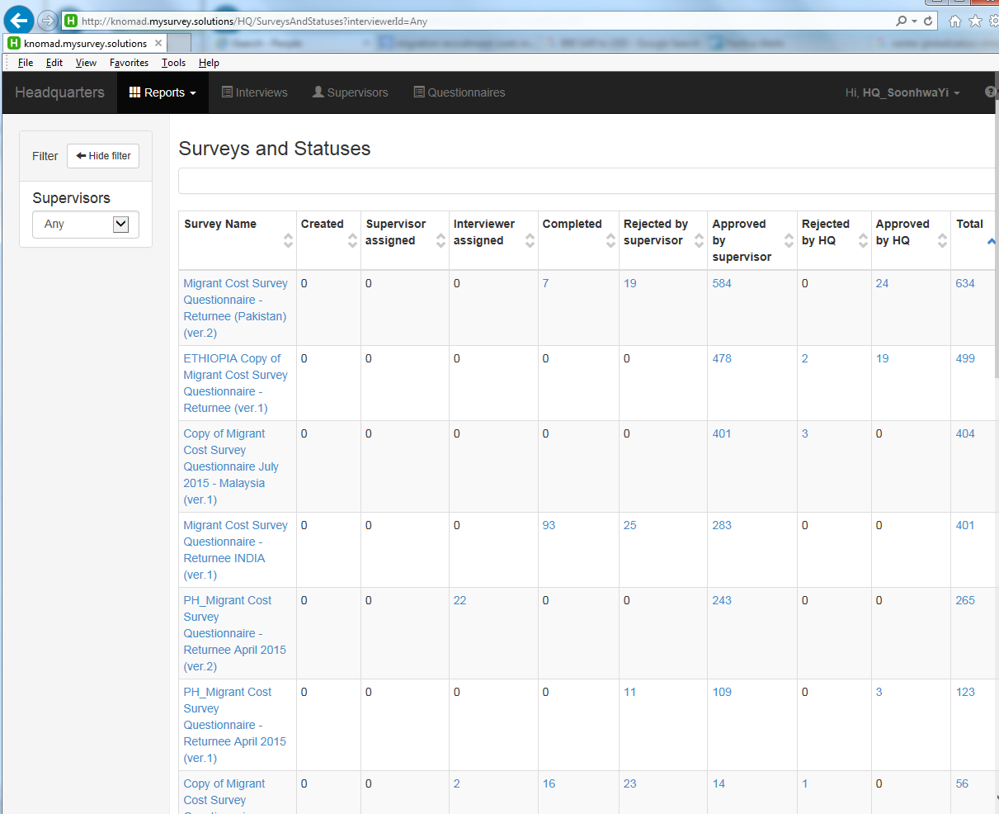 http://knomad.mysurvey.solutions/HQ/SurveysAndStatuses?interviewerId=Any
knomad.mysurvey.solutions
File Edit View Favorites Tools Help
Headquarters Reports Interviews Supervisors Questionnaires Hi, HQ_SoonhwaYi
Filter Hide filter
Supervisors
Any
Surveys and Statuses
Survey Name Created Supervisor assigned Interviewer assigned Completed Rejected by supervisor Approved by supervisor Rejected by HQ Approved by HQ Total
Migrant Cost Survey 0 0 0 7 19 584 0 24 634
Questionnaire -
Returnee (Pakistan)
(ver.2)
ETHIOPIA Copy of 0 0 0 0 0 478 2 19 499
Migrant Cost Survey
Questionnaire -
Returnee (ver.1)
Copy of Migrant 0 0 0 0 0 401 3 0 404
Cost Survey
Questionnaire July
2015 - Malaysia
(ver.1)
Migrant Cost Survey 0 0 0 93 25 283 0 0 401
Questionnaire -
Returnee INDIA
(ver.1)
PH_Migrant Cost 0 0 22 0 0 243 0 0 265
Survey
Questionnaire -
Returnee April 2015
(ver.2)
PH_Migrant Cost 0 0 0 0 11 109 0 3 123
Survey
Questionnaire -
Returnee April 2015
(ver.1)
Copy of Migrant 0 0 2 16 23 14 1 0 56
Cost Survey